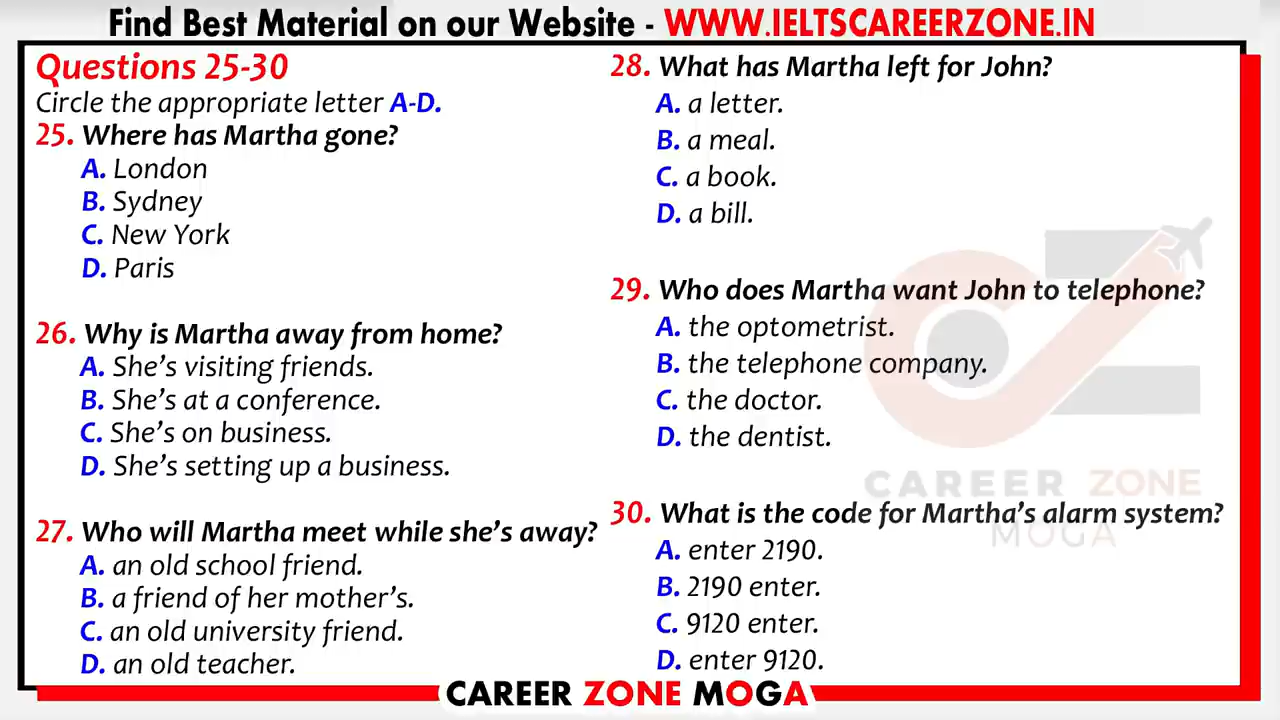 Find Best Material on our Website - WWW.IELTSCAREERZONE.IN
Questions 25-30
Circle the appropriate letter A-D.
25. Where has Martha gone?
A. London
B. Sydney
C. New York
D. Paris
26. Why is Martha away from home?
A. She's visiting friends.
B. She's at a conference.
C. She's on business.
D. She's setting up a business.
27. Who will Martha meet while she's away?
A. an old school friend.
B. a friend of her mother's.
C. an old university friend.
D. an old teacher.
28. What has Martha left for John?
A. a letter.
B. a meal.
C. a book.
D. a bill.
29. Who does Martha want John to telephone?
A. the optometrist.
B. the telephone company.
C. the doctor.
D. the dentist.
30. What is the code for Martha's alarm system?
A. enter 2190.
B. 2190 enter.
C. 9120 enter.
D. enter 9120.
CAREER ZONE
MOGA
CAREER ZONE MOGA